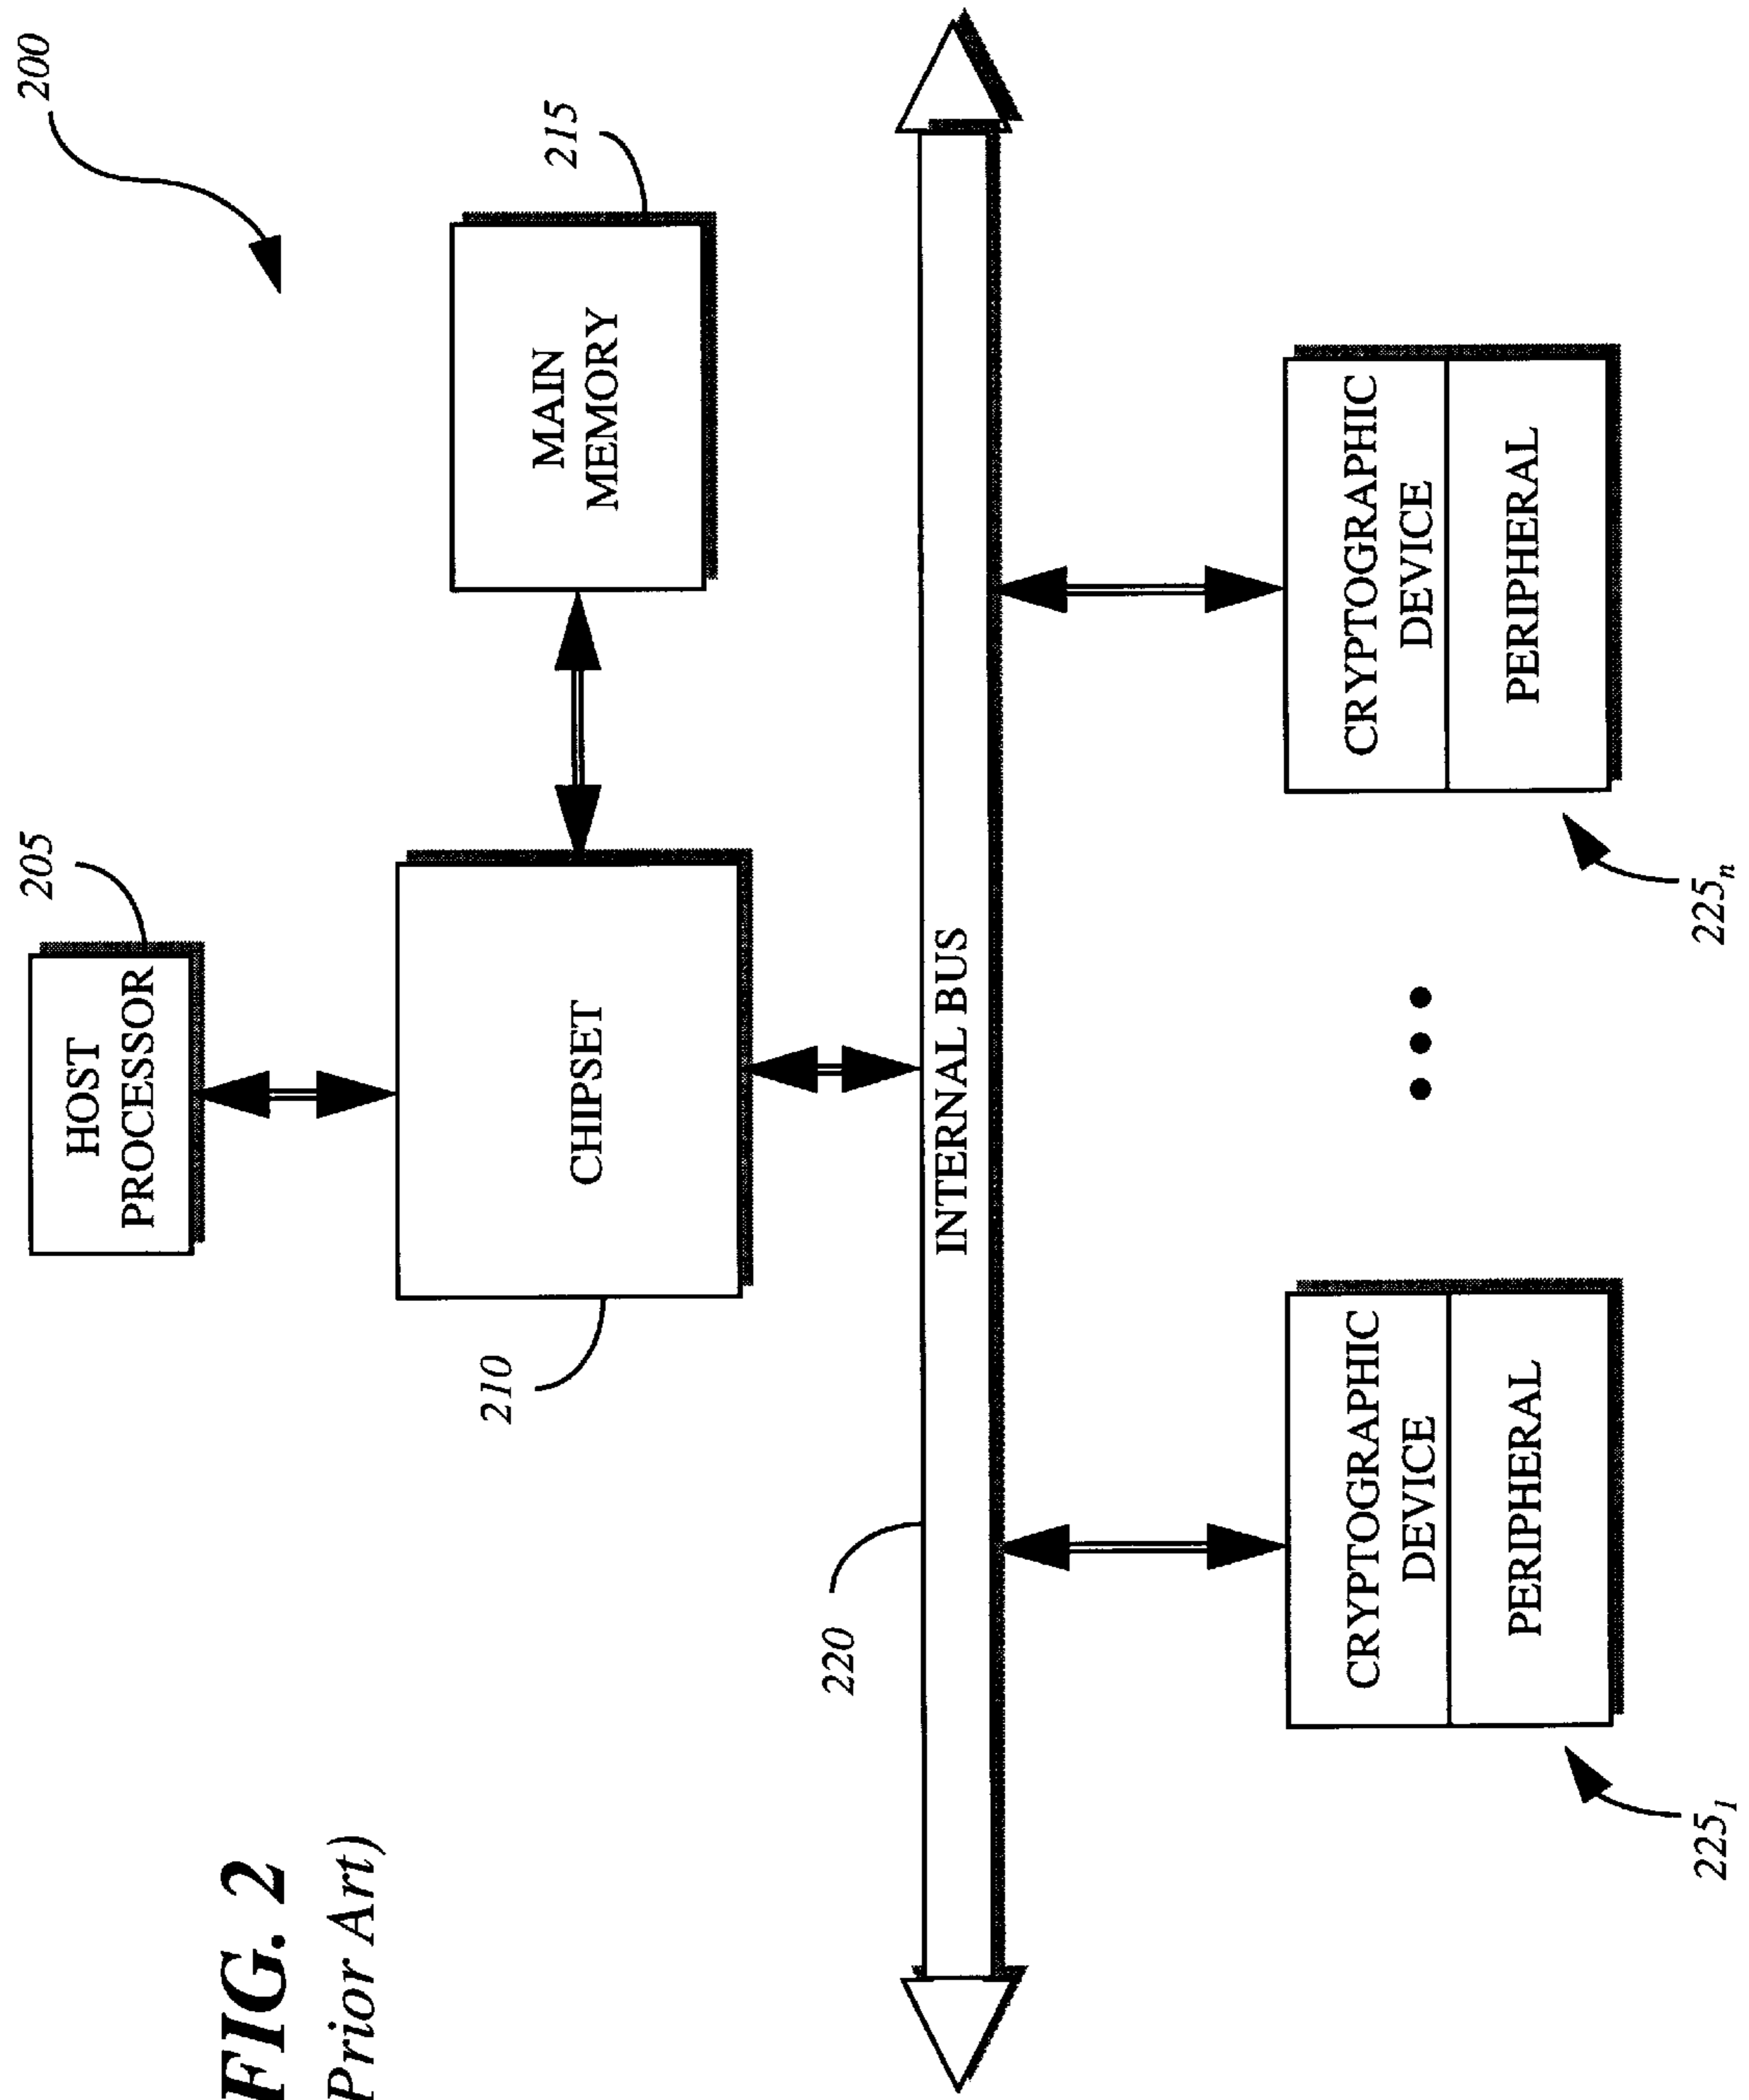 FIG. 2
Prior Art)
200
HOST
PROCESSOR
205
CHIPSET
210
MAIN
MEMORY
215
INTERNAL BUS
220
CRYPTOGRAPHIC
DEVICE
PERIPHERAL
225₁
• • •
CRYPTOGRAPHIC
DEVICE
PERIPHERAL
225ₙ